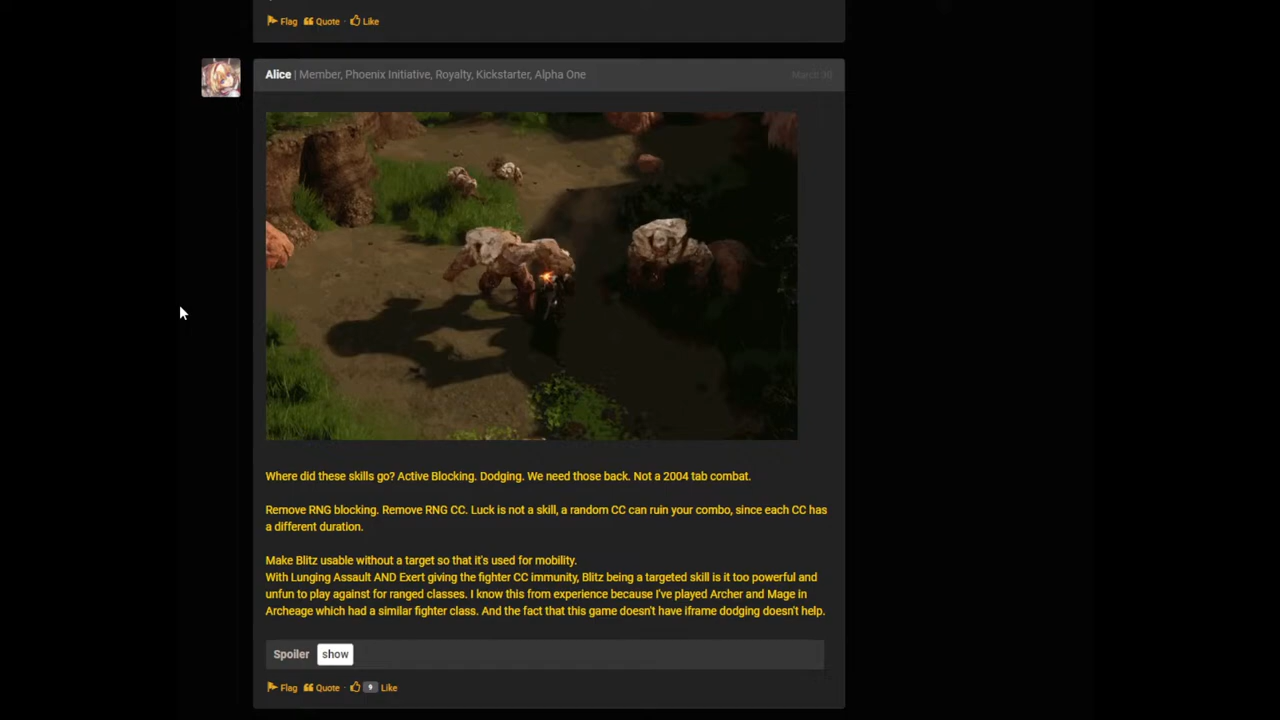 Flag Quote · Like
Alice | Member, Phoenix Initiative, Royalty, Kickstarter, Alpha One March 30
Where did these skills go? Active Blocking. Dodging. We need those back. Not a 2004 tab combat.
Remove RNG blocking. Remove RNG CC. Luck is not a skill, a random CC can ruin your combo, since each CC has
a different duration.
Make Blitz usable without a target so that it's used for mobility.
With Lunging Assault AND Exert giving the fighter CC immunity, Blitz being a targeted skill is it too powerful and
unfun to play against for ranged classes. I know this from experience because I've played Archer and Mage in
Archeage which had a similar fighter class. And the fact that this game doesn't have iframe dodging doesn't help.
Spoiler show
Flag Quote · 9 Like